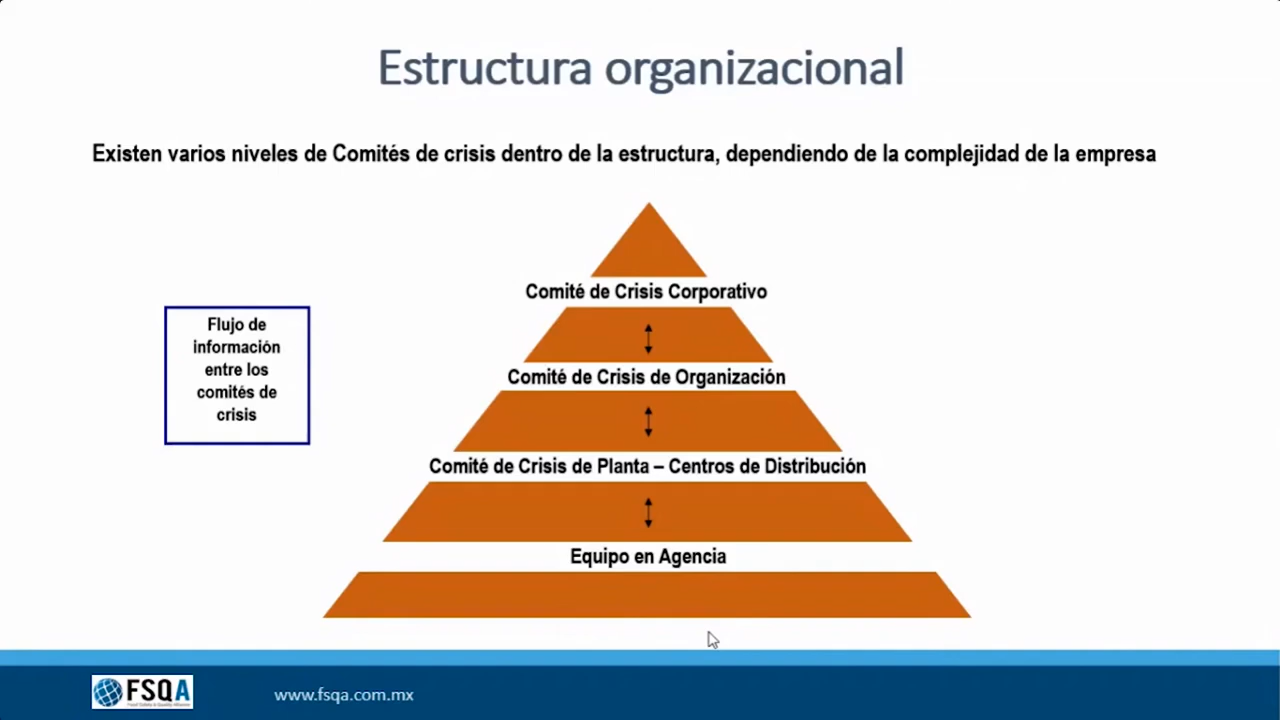 Estructura organizacional
Existen varios niveles de Comités de crisis dentro de la estructura, dependiendo de la complejidad de la empresa
Comité de Crisis Corporativo
Flujo de
información
entre los
comités de
crisis
Comité de Crisis de Organización
Comité de Crisis de Planta – Centros de Distribución
Equipo en Agencia
FSQA
www.fsqa.com.mx